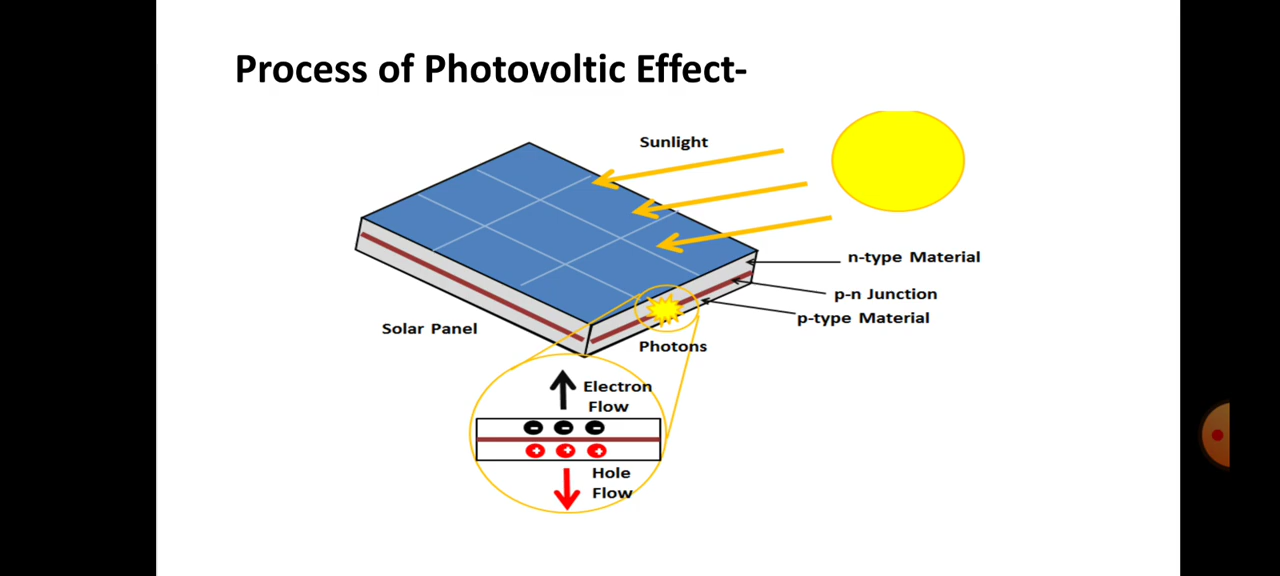 Process of Photovoltic Effect-
Sunlight
n-type Material
p-n Junction
p-type Material
Solar Panel
Photons
Electron
Flow
Hole
Flow